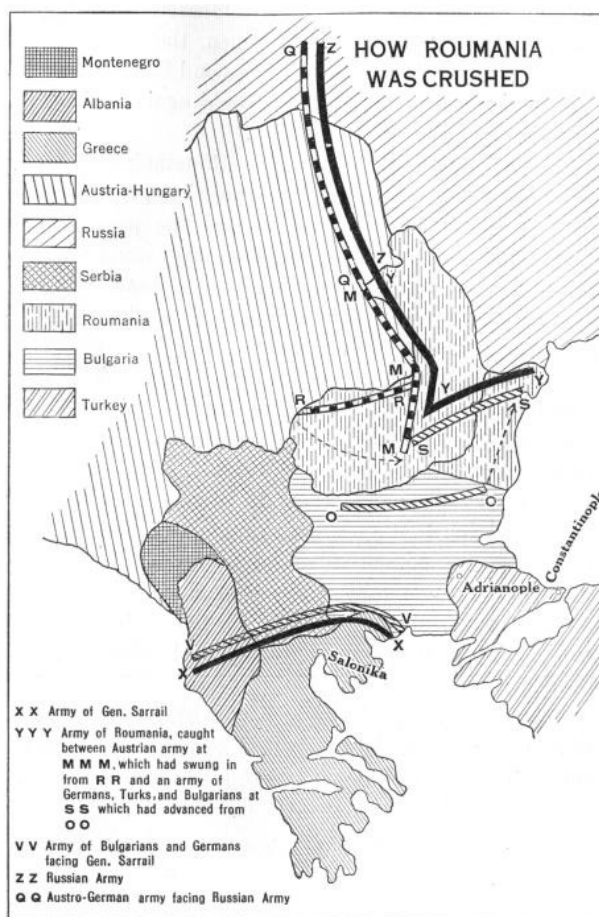 HOW ROUMANIA
WAS CRUSHED
Montenegro
Albania
Greece
Austria-Hungary
Russia
Serbia
Roumania
Bulgaria
Turkey
Q Z
7
Q Y
M
M
R R Y Y
M S S
O O
Constantinople
Adrianople
V V
X X
Salonika
X X Army of Gen. Sarrail
Y Y Y Army of Roumania, caught
between Austrian army at
M M M, which had swung in
from R R and an army of
Germans, Turks, and Bulgarians at
S S which had advanced from
O O
V V Army of Bulgarians and Germans
facing Gen. Sarrail
Z Z Russian Army
Q Q Austro-German army facing Russian Army